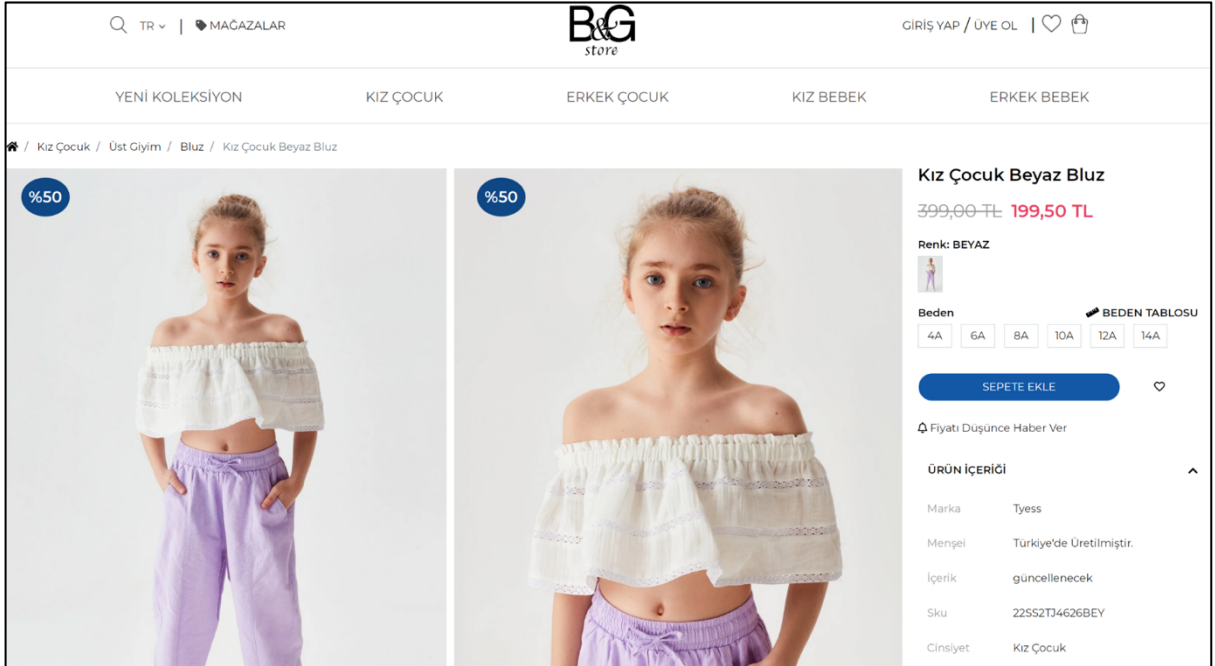 TR
MAĞAZALAR
B&G
store
GİRİŞ YAP / ÜYE OL
YENİ KOLEKSİYON
KIZ ÇOCUK
ERKEK ÇOCUK
KIZ BEBEK
ERKEK BEBEK
/ Kız Çocuk / Üst Giyim / Bluz / Kız Çocuk Beyaz Bluz
%50
%50
Kız Çocuk Beyaz Bluz
399,00 TL 199,50 TL
Renk: BEYAZ
Beden BEDEN TABLOSU
4A 6A 8A 10A 12A 14A
SEPETE EKLE
Fiyatı Düşünce Haber Ver
ÜRÜN İÇERİĞİ
Marka Tyess
Menşei Türkiye'de Üretilmiştir.
İçerik güncellenecek
Sku 22SS2TJ4626BEY
Cinsiyet Kız Çocuk